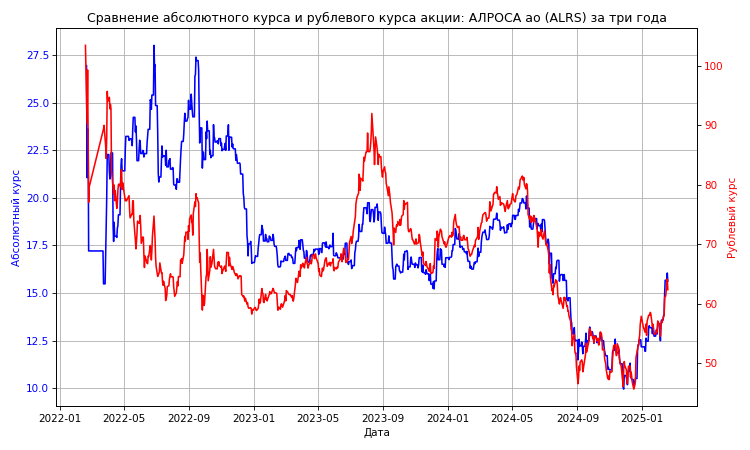 Сравнение абсолютного курса и рублевого курса акции: АЛРОСА ао (ALRS) за три года
27.5
25.0
22.5
20.0
17.5
15.0
12.5
10.0
Абсолютный курс
100
90
80
70
60
50
Рублевый курс
2022-01 2022-05 2022-09 2023-01 2023-05 2023-09 2024-01 2024-05 2024-09 2025-01
Дата